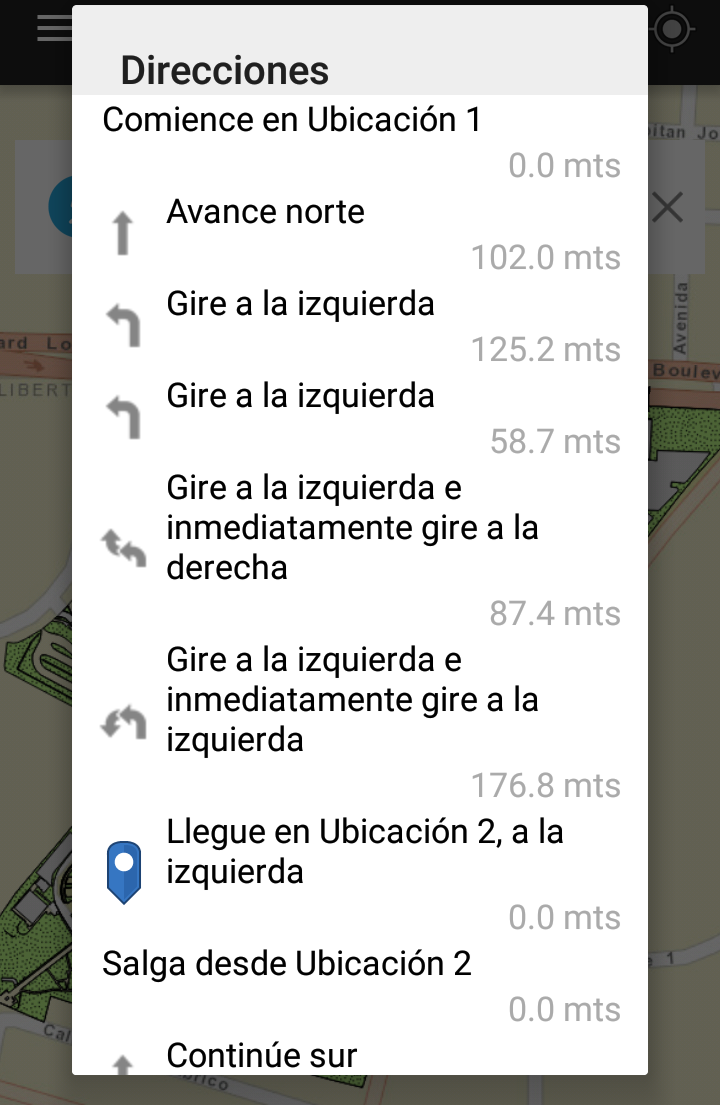 Direcciones
Comience en Ubicación 1
0.0 mts
Avance norte
102.0 mts
Gire a la izquierda
125.2 mts
Gire a la izquierda
58.7 mts
Gire a la izquierda e
inmediatamente gire a la
derecha
87.4 mts
Gire a la izquierda e
inmediatamente gire a la
izquierda
176.8 mts
Llegue en Ubicación 2, a la
izquierda
0.0 mts
Salga desde Ubicación 2
0.0 mts
Continúe sur
itan Jo
Avenida
ard Lo
LIBERT
Boulev
e 1
Cal